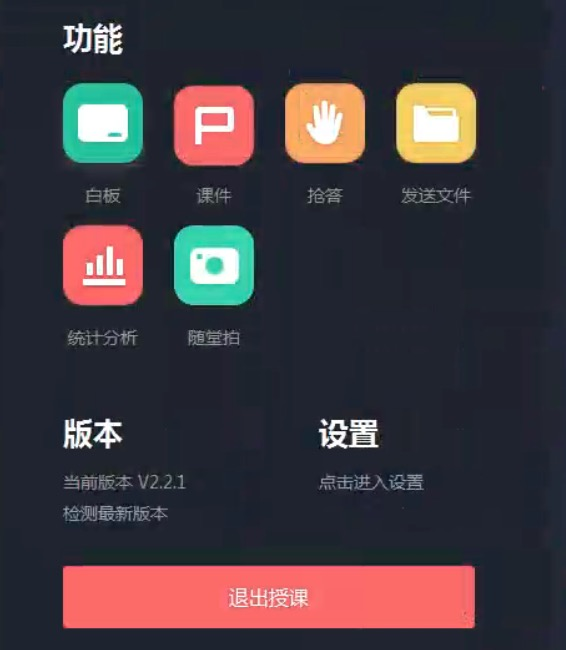 功能
白板 课件 抢答 发送文件
统计分析 随堂拍
版本 设置
当前版本 V2.2.1 点击进入设置
检测最新版本
退出授课